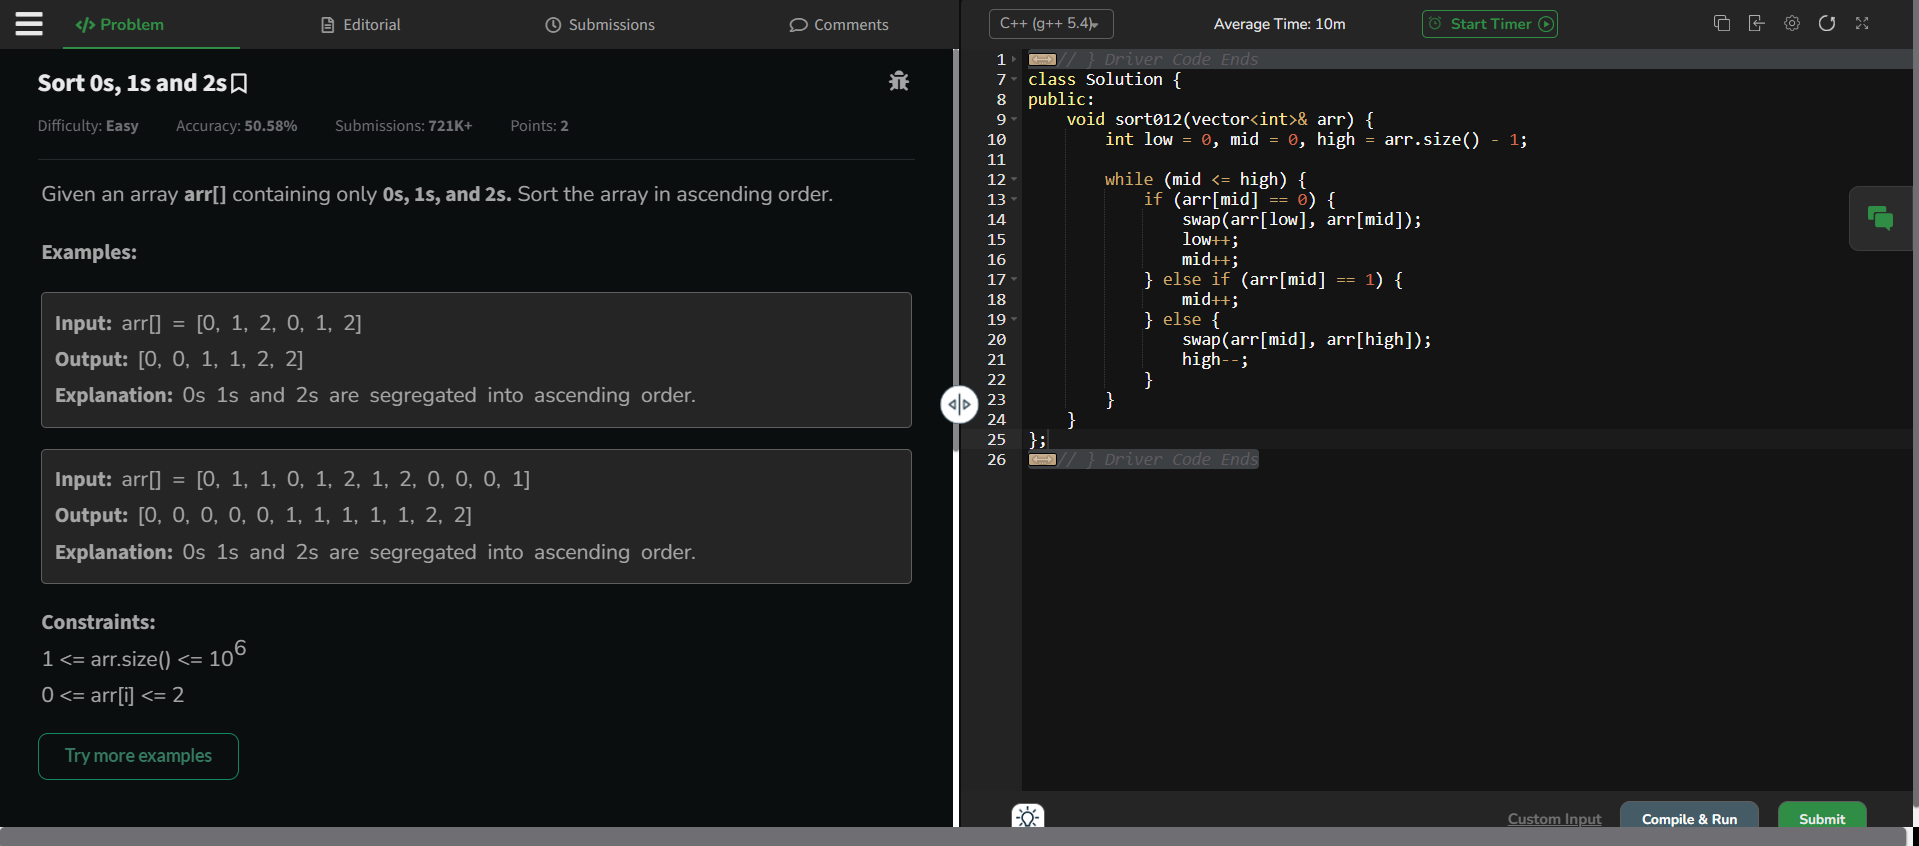 Problem
Editorial
Submissions
Comments
C++ (g++ 5.4)
Average Time: 10m
Start Timer
Sort 0s, 1s and 2s
Difficulty: Easy Accuracy: 50.58% Submissions: 721K+ Points: 2
Given an array arr[] containing only 0s, 1s, and 2s. Sort the array in ascending order.
Examples:
Input: arr[] = [0, 1, 2, 0, 1, 2]
Output: [0, 0, 1, 1, 2, 2]
Explanation: 0s 1s and 2s are segregated into ascending order.
Input: arr[] = [0, 1, 1, 0, 1, 2, 1, 2, 0, 0, 0, 1]
Output: [0, 0, 0, 0, 0, 1, 1, 1, 1, 1, 2, 2]
Explanation: 0s 1s and 2s are segregated into ascending order.
Constraints:
1 <= arr.size() <= 10^6
0 <= arr[i] <= 2
Try more examples
1 // } Driver Code Ends
7 class Solution {
8 public:
9 void sort012(vector<int>& arr) {
10 int low = 0, mid = 0, high = arr.size() - 1;
11
12 while (mid <= high) {
13 if (arr[mid] == 0) {
14 swap(arr[low], arr[mid]);
15 low++;
16 mid++;
17 } else if (arr[mid] == 1) {
18 mid++;
19 } else {
20 swap(arr[mid], arr[high]);
21 high--;
22 }
23 }
24 }
25 };
26 // } Driver Code Ends
Custom Input
Compile & Run
Submit